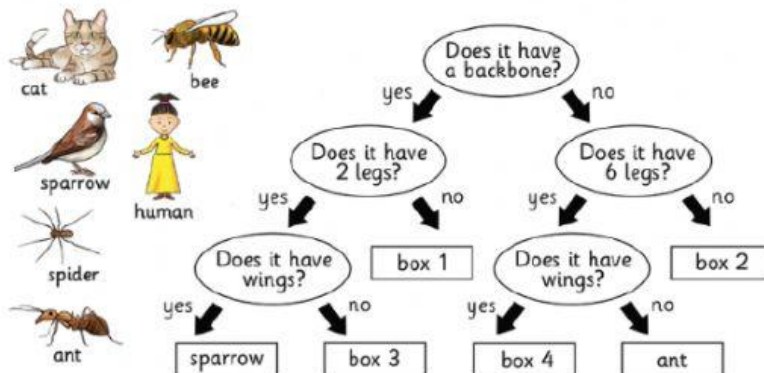 cat
bee
sparrow
human
spider
ant
Does it have
a backbone?
yes
no
Does it have
2 legs?
Does it have
6 legs?
yes
no
yes
no
Does it have
wings?
box 1
Does it have
wings?
box 2
yes
no
yes
no
sparrow
box 3
box 4
ant